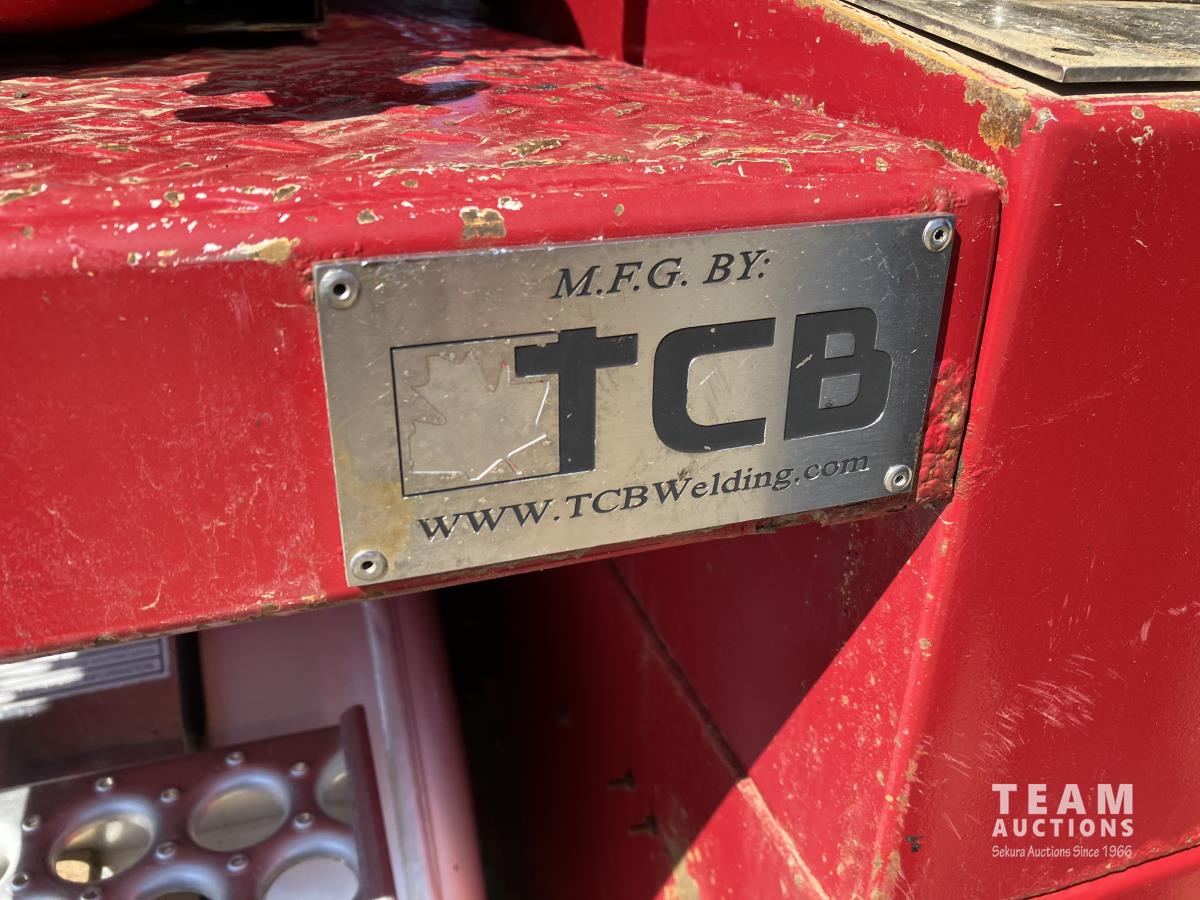 M.F.G. BY:
TCB
WWW.TCBWelding.com
TEAM
AUCTIONS
Sekura Auctions Since 1966